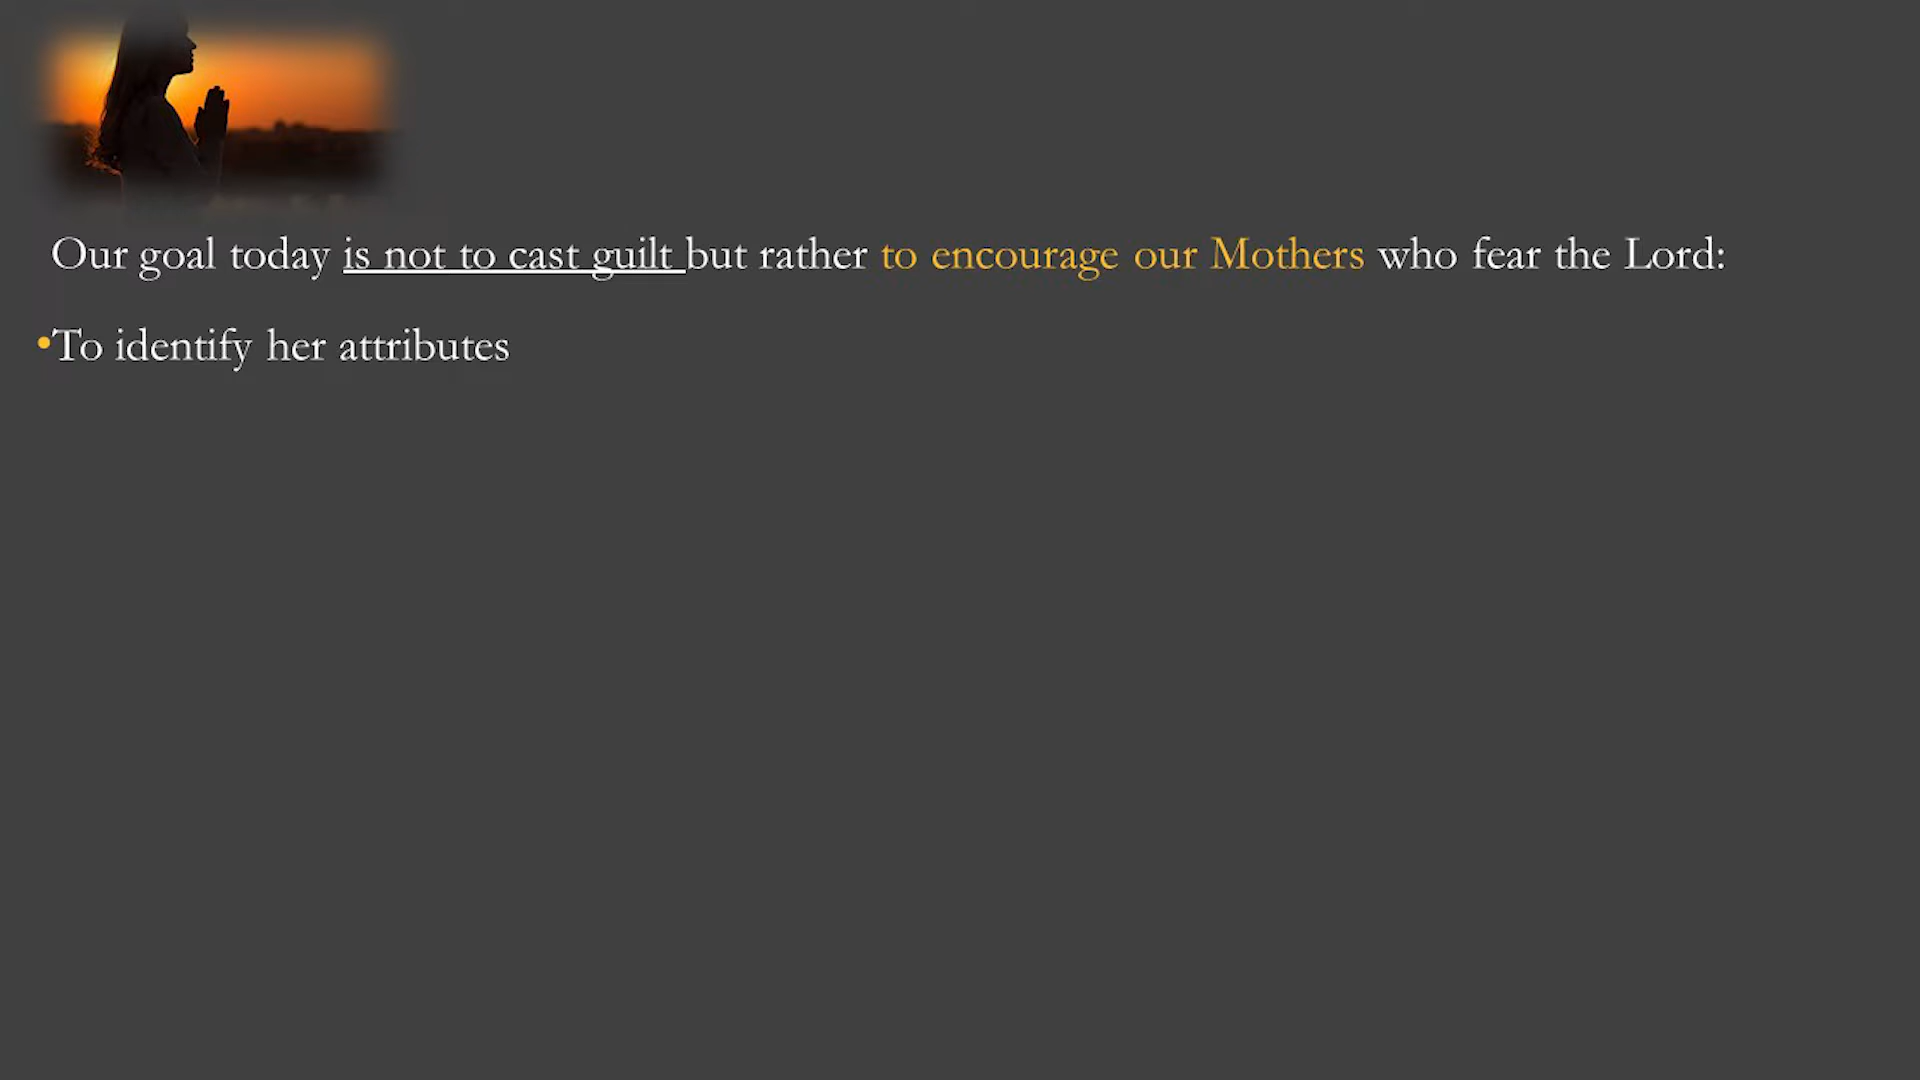 Our goal today is not to cast guilt but rather to encourage our Mothers who fear the Lord:
•To identify her attributes